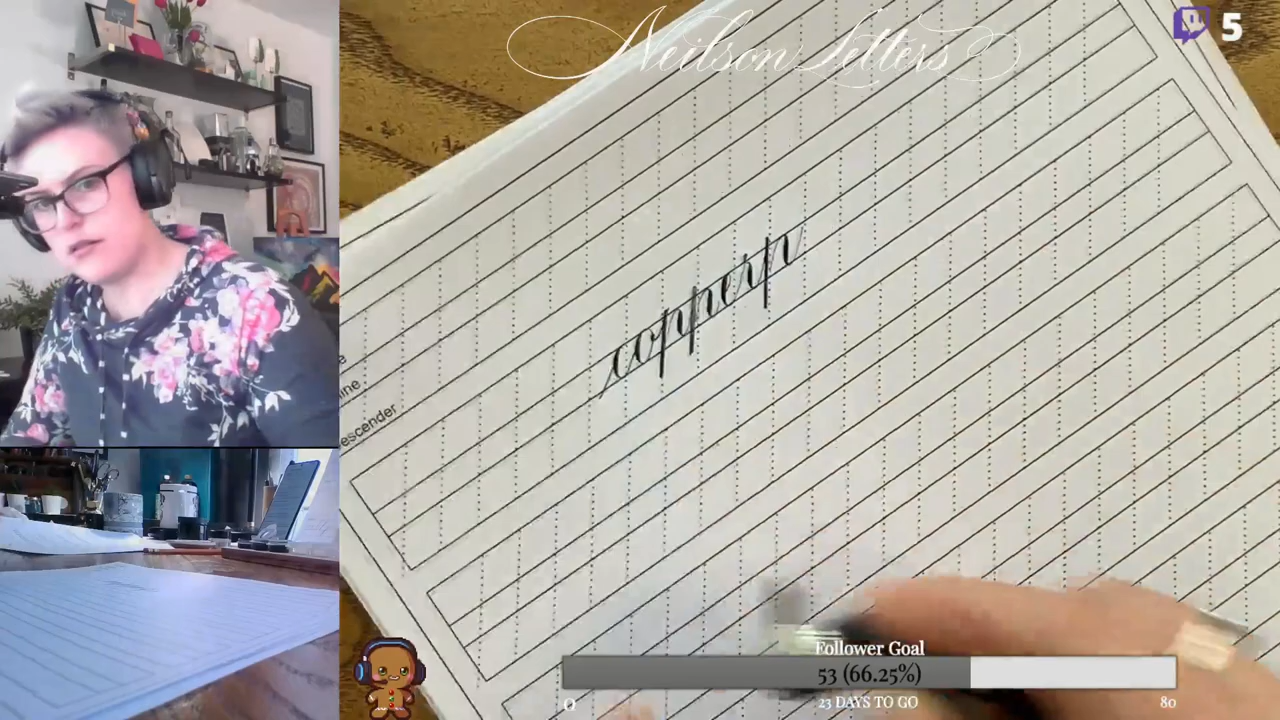 Neilson Letters
5
copperp
ine
escender
Follower Goal
53 (66.25%)
0
23 DAYS TO GO
80